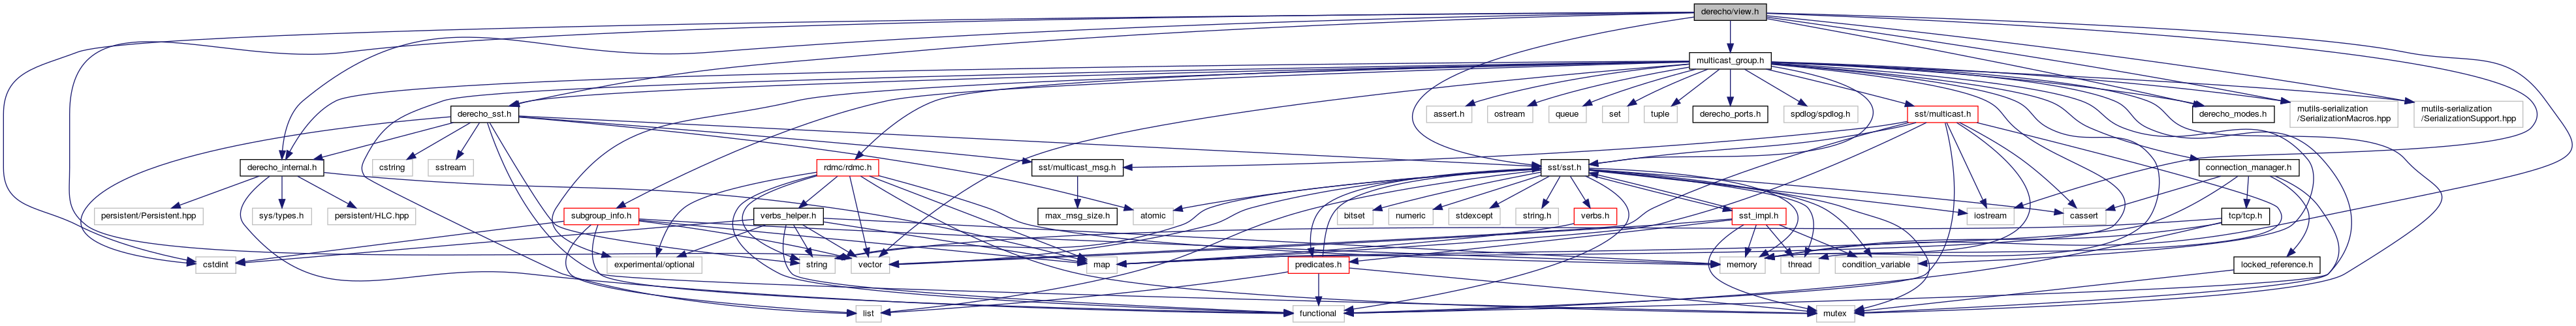 derecho/view.h
multicast_group.h
derecho_sst.h
assert.h
ostream
queue
set
tuple
derecho_ports.h
spdlog/spdlog.h
sst/multicast.h
derecho_modes.h
mutils-serialization
/SerializationMacros.hpp
mutils-serialization
/SerializationSupport.hpp
derecho_internal.h
cstring
sstream
sst/multicast_msg.h
rdmc/rdmc.h
sst/sst.h
connection_manager.h
persistent/Persistent.hpp
sys/types.h
persistent/HLC.hpp
subgroup_info.h
verbs_helper.h
max_msg_size.h
atomic
bitset
numeric
stdexcept
string.h
verbs.h
sst_impl.h
iostream
cassert
tcp/tcp.h
cstdint
experimental/optional
string
vector
map
predicates.h
memory
thread
condition_variable
locked_reference.h
list
functional
mutex